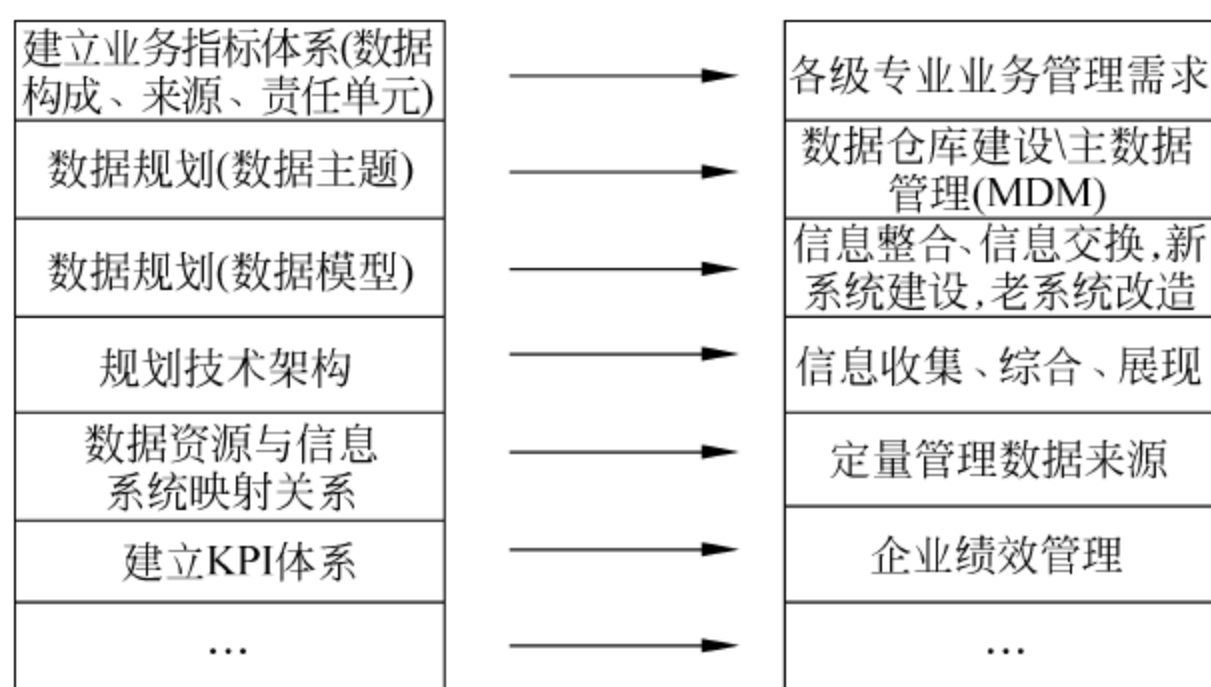 建立业务指标体系(数据
构成、来源、责任单元)
各级专业业务管理需求
数据规划(数据主题)
数据仓库建设\主数据
管理(MDM)
数据规划(数据模型)
信息整合、信息交换,新
系统建设,老系统改造
规划技术架构
信息收集、综合、展现
数据资源与信息
系统映射关系
定量管理数据来源
建立KPI体系
企业绩效管理
…
…